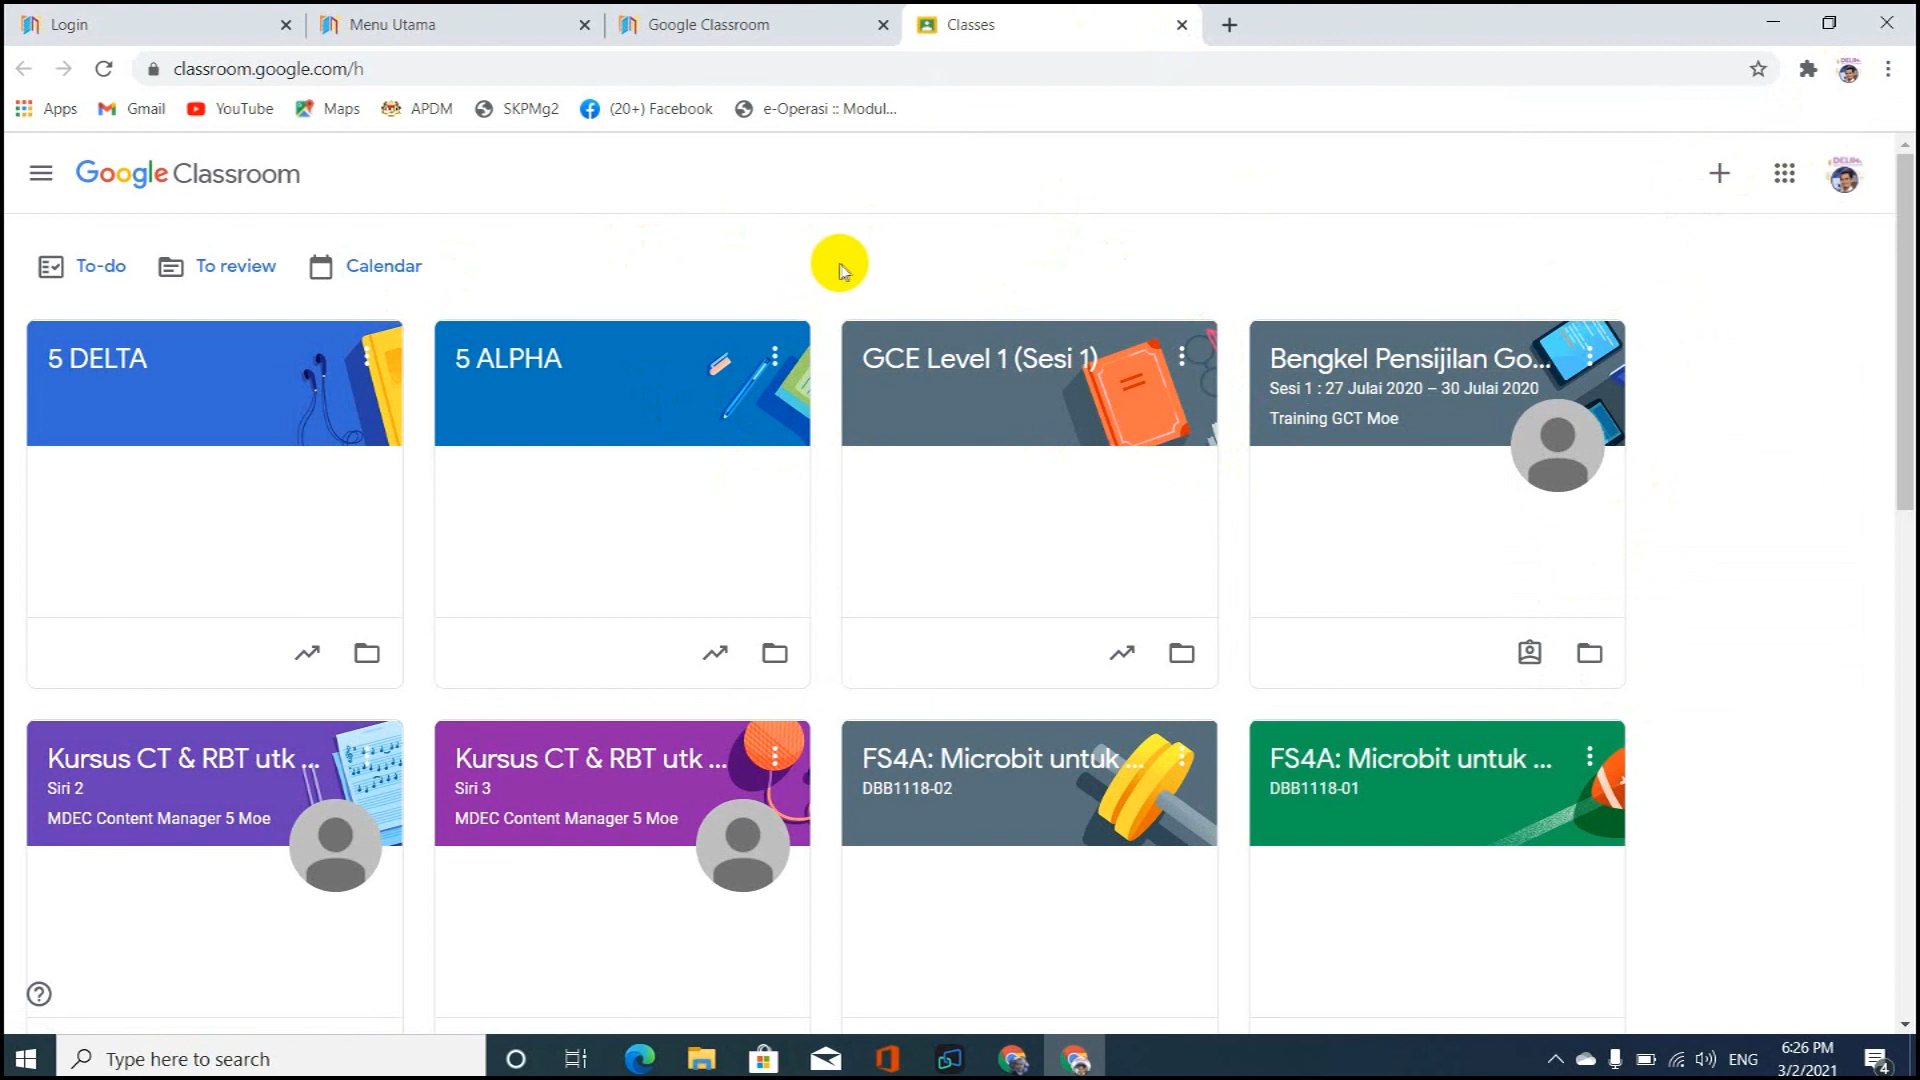 Login
Menu Utama
Google Classroom
Classes
classroom.google.com/h
Apps
Gmail
YouTube
Maps
APDM
SKPMg2
(20+) Facebook
e-Operasi :: Modul...
Google Classroom
To-do
To review
Calendar
5 DELTA
5 ALPHA
GCE Level 1 (Sesi 1)
Bengkel Pensijilan Go...
Sesi 1 : 27 Julai 2020 – 30 Julai 2020
Training GCT Moe
Kursus CT & RBT utk ...
Siri 2
MDEC Content Manager 5 Moe
Kursus CT & RBT utk ...
Siri 3
MDEC Content Manager 5 Moe
FS4A: Microbit untuk ...
DBB1118-02
FS4A: Microbit untuk ...
DBB1118-01
Type here to search
ENG
6:26 PM
3/2/2021
4